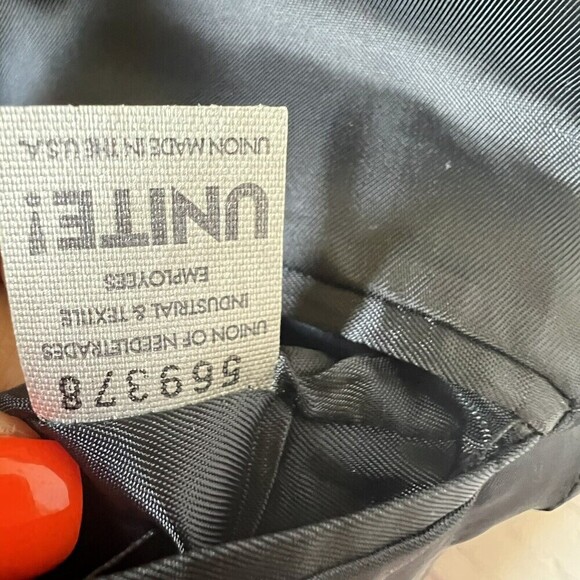 569378
UNION OF NEEDLETRADES
INDUSTRIAL & TEXTILE
EMPLOYEES
UNITE!
UNION MADE IN THE U.S.A.